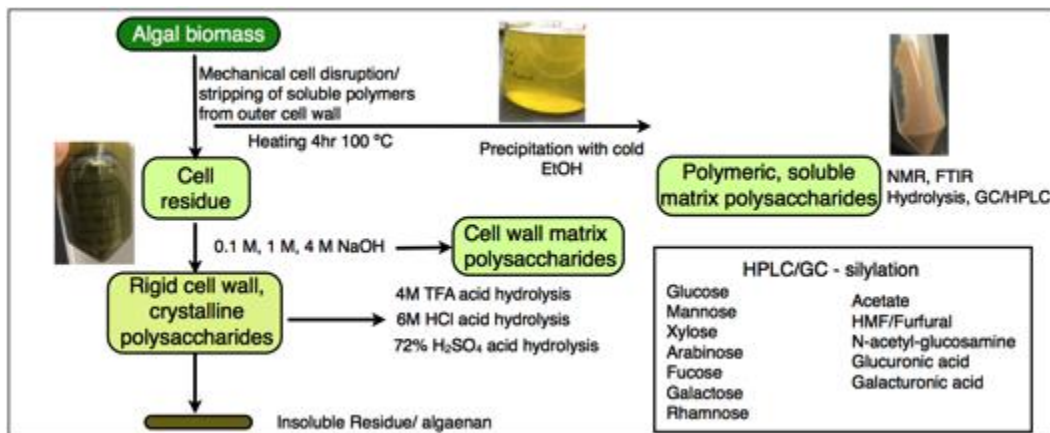 Algal biomass
Mechanical cell disruption/
stripping of soluble polymers
from outer cell wall
Heating 4hr 100 ºC
Precipitation with cold
EtOH
Polymeric, soluble
matrix polysaccharides
NMR, FTIR
Hydrolysis, GC/HPLC
Cell
residue
0.1 M, 1 M, 4 M NaOH
Cell wall matrix
polysaccharides
Rigid cell wall,
crystalline
polysaccharides
4M TFA acid hydrolysis
6M HCl acid hydrolysis
72% H₂SO₄ acid hydrolysis
Insoluble Residue/ algaenan
HPLC/GC - silylation
Glucose
Mannose
Xylose
Arabinose
Fucose
Galactose
Rhamnose
Acetate
HMF/Furfural
N-acetyl-glucosamine
Glucuronic acid
Galacturonic acid